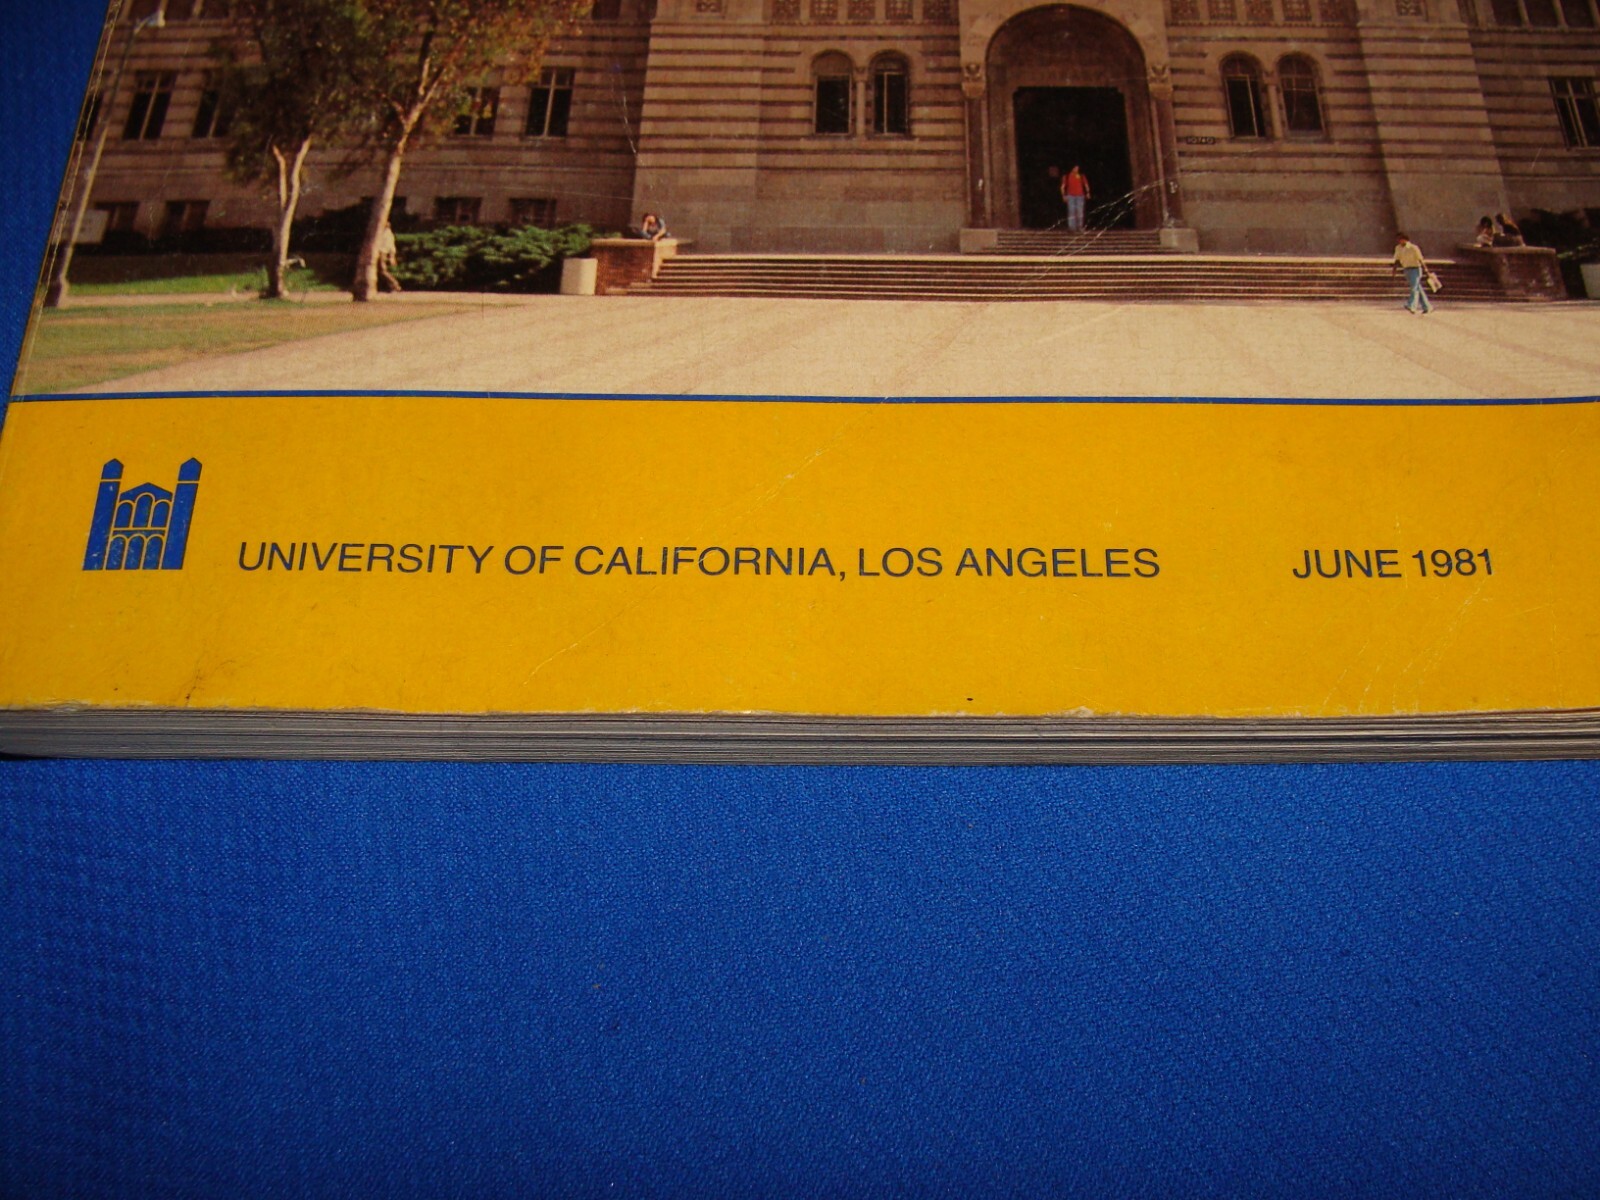 UNIVERSITY OF CALIFORNIA, LOS ANGELES JUNE 1981